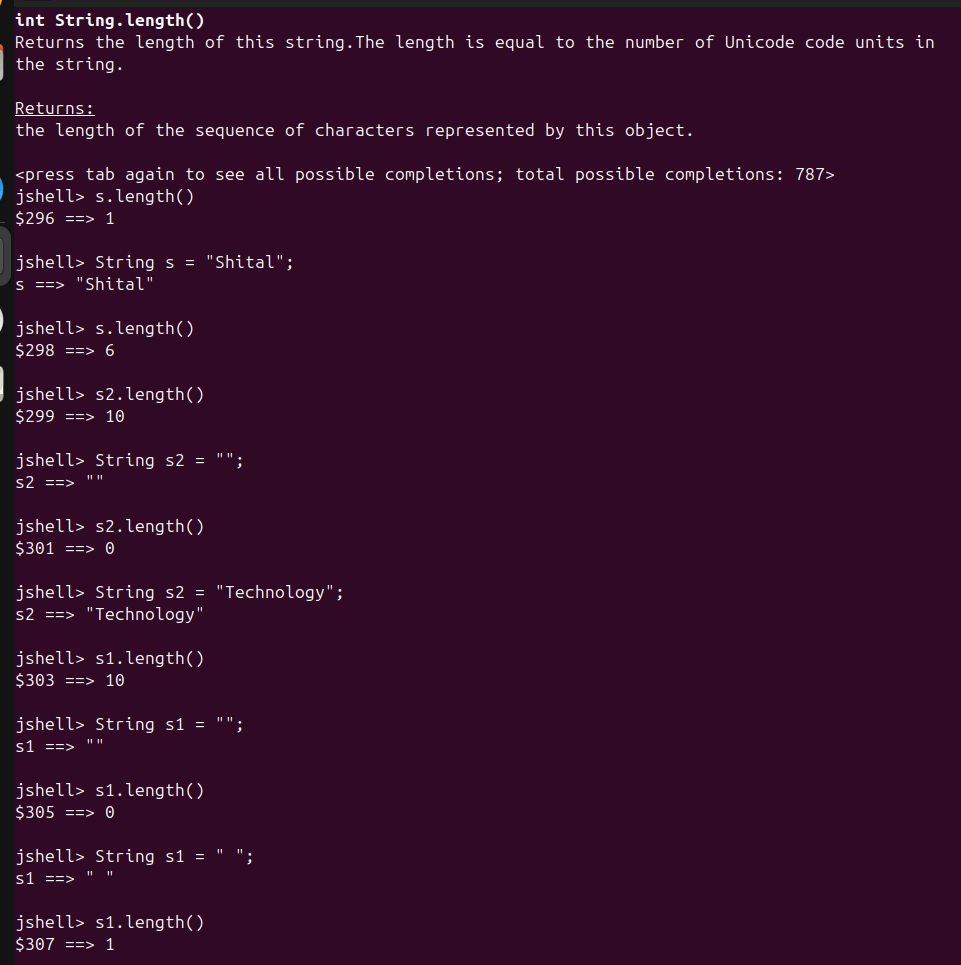 int String.length()
Returns the length of this string.The length is equal to the number of Unicode code units in
the string.
Returns:
the length of the sequence of characters represented by this object.
<press tab again to see all possible completions; total possible completions: 787>
jshell> s.length()
$296 ==> 1
jshell> String s = "Shital";
s ==> "Shital"
jshell> s.length()
$298 ==> 6
jshell> s2.length()
$299 ==> 10
jshell> String s2 = "";
s2 ==> ""
jshell> s2.length()
$301 ==> 0
jshell> String s2 = "Technology";
s2 ==> "Technology"
jshell> s1.length()
$303 ==> 10
jshell> String s1 = "";
s1 ==> ""
jshell> s1.length()
$305 ==> 0
jshell> String s1 = " ";
s1 ==> " "
jshell> s1.length()
$307 ==> 1